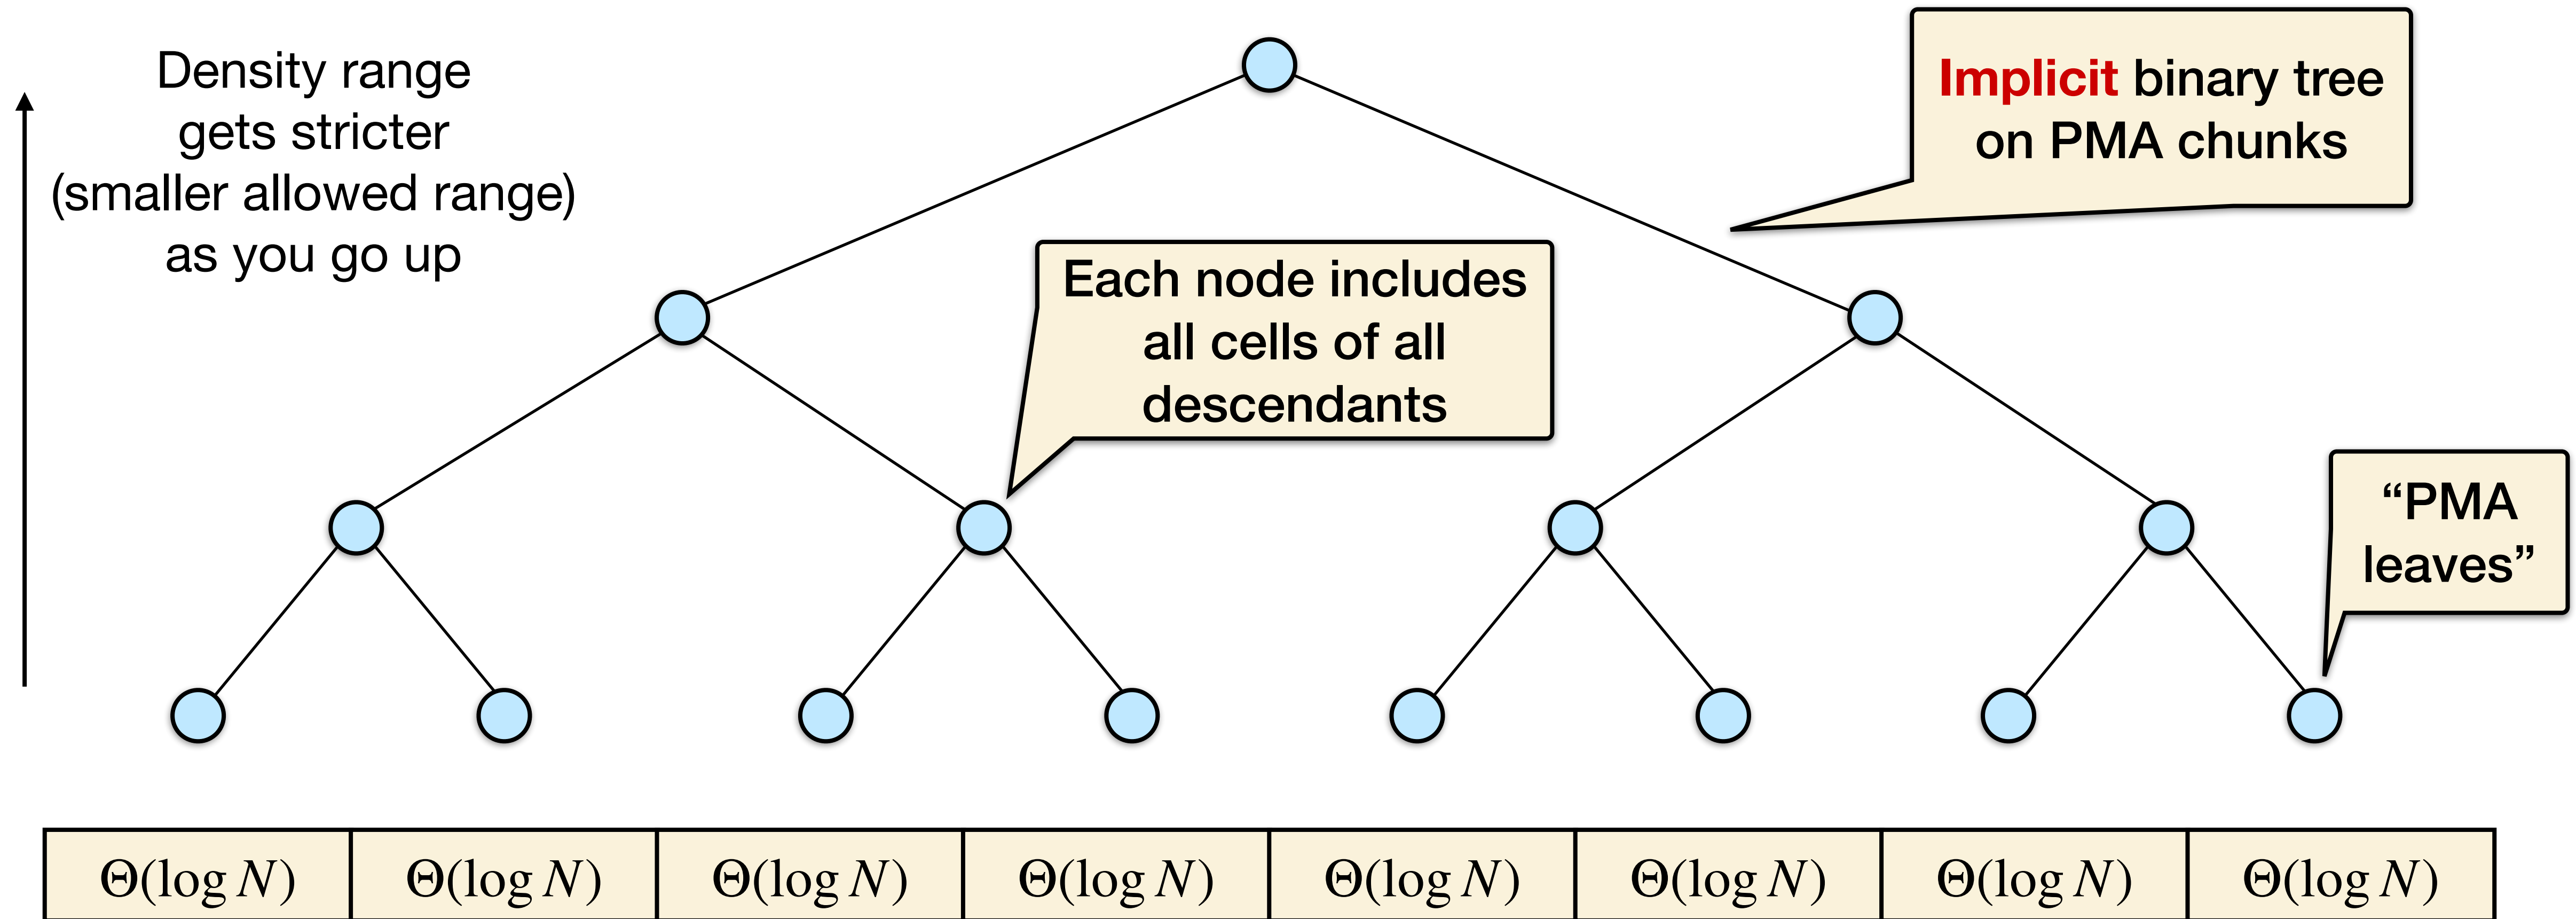 Density range
gets stricter
(smaller allowed range)
as you go up
Implicit binary tree
on PMA chunks
Each node includes
all cells of all
descendants
“PMA
leaves”
Θ(log N) Θ(log N) Θ(log N) Θ(log N) Θ(log N) Θ(log N) Θ(log N) Θ(log N)